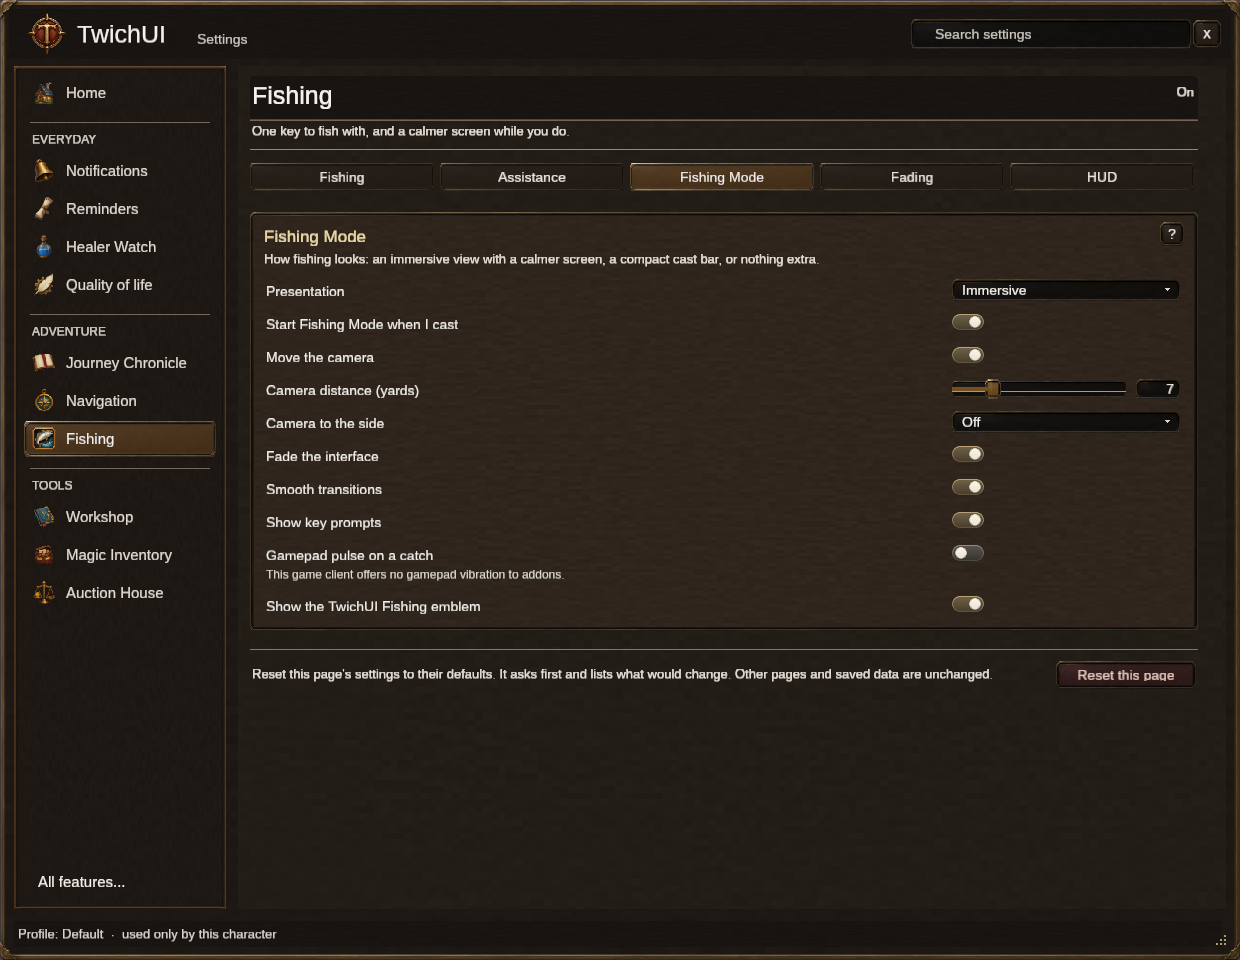 TwichUI
Settings
Search settings
X
Home
EVERYDAY
Notifications
Reminders
Healer Watch
Quality of life
ADVENTURE
Journey Chronicle
Navigation
Fishing
TOOLS
Workshop
Magic Inventory
Auction House
All features...
Fishing
On
One key to fish with, and a calmer screen while you do.
Fishing
Assistance
Fishing Mode
Fading
HUD
Fishing Mode
?
How fishing looks: an immersive view with a calmer screen, a compact cast bar, or nothing extra.
Presentation
Immersive
Start Fishing Mode when I cast
Move the camera
Camera distance (yards)
7
Camera to the side
Off
Fade the interface
Smooth transitions
Show key prompts
Gamepad pulse on a catch
This game client offers no gamepad vibration to addons.
Show the TwichUI Fishing emblem
Reset this page's settings to their defaults. It asks first and lists what would change. Other pages and saved data are unchanged.
Reset this page
Profile: Default · used only by this character